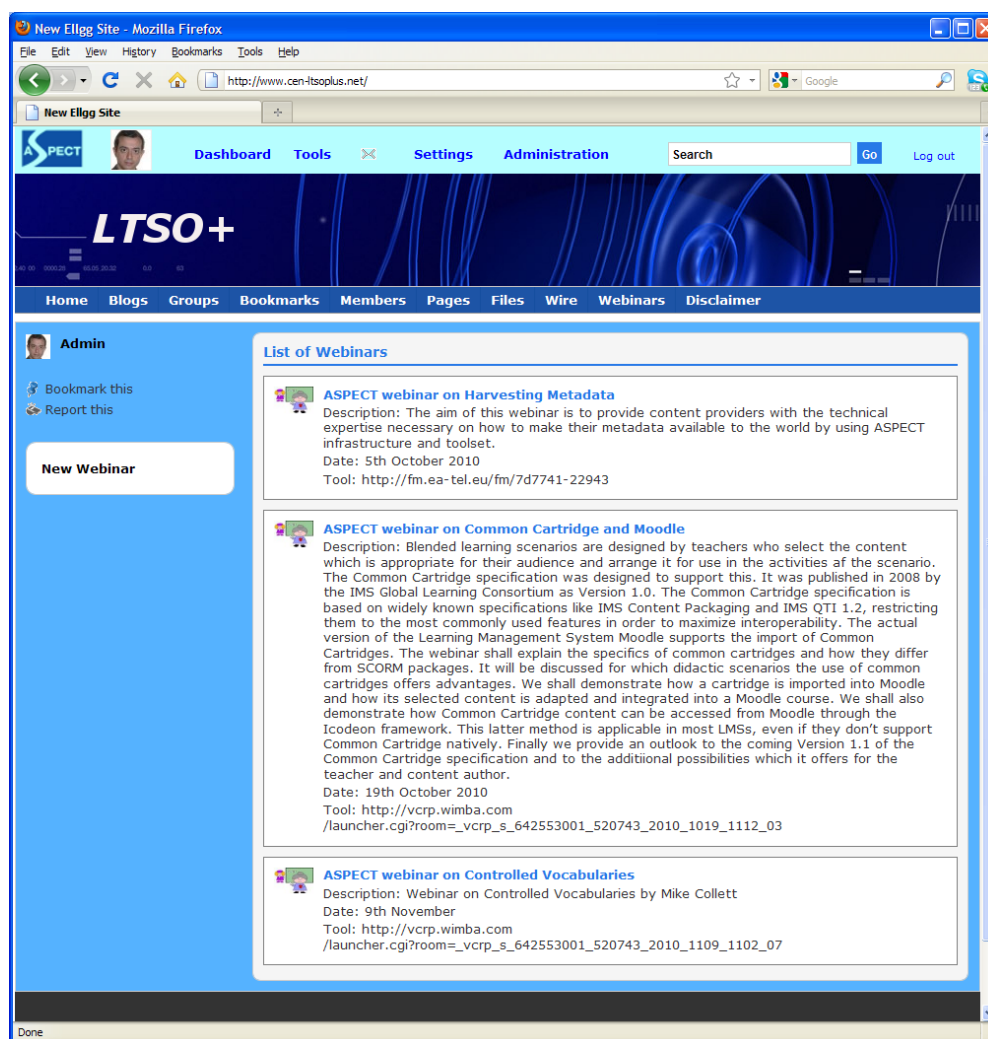 New Ellgg Site - Mozilla Firefox
File Edit View History Bookmarks Tools Help
http://www.cen-ltsoplus.net/
Google
New Ellgg Site
ASPECT
Dashboard Tools Settings Administration Search Go Log out
LTSO+
Home Blogs Groups Bookmarks Members Pages Files Wire Webinars Disclaimer
Admin
Bookmark this
Report this
New Webinar
List of Webinars
ASPECT webinar on Harvesting Metadata
Description: The aim of this webinar is to provide content providers with the technical
expertise necessary on how to make their metadata available to the world by using ASPECT
infrastructure and toolset.
Date: 5th October 2010
Tool: http://fm.ea-tel.eu/fm/7d7741-22943
ASPECT webinar on Common Cartridge and Moodle
Description: Blended learning scenarios are designed by teachers who select the content
which is appropriate for their audience and arrange it for use in the activities af the scenario.
The Common Cartridge specification was designed to support this. It was published in 2008 by
the IMS Global Learning Consortium as Version 1.0. The Common Cartridge specification is
based on widely known specifications like IMS Content Packaging and IMS QTI 1.2, restricting
them to the most commonly used features in order to maximize interoperability. The actual
version of the Learning Management System Moodle supports the import of Common
Cartridges. The webinar shall explain the specifics of common cartridges and how they differ
from SCORM packages. It will be discussed for which didactic scenarios the use of common
cartridges offers advantages. We shall demonstrate how a cartridge is imported into Moodle
and how its selected content is adapted and integrated into a Moodle course. We shall also
demonstrate how Common Cartridge content can be accessed from Moodle through the
Icodeon framework. This latter method is applicable in most LMSs, even if they don't support
Common Cartridge natively. Finally we provide an outlook to the coming Version 1.1 of the
Common Cartridge specification and to the additiional possibilities which it offers for the
teacher and content author.
Date: 19th October 2010
Tool: http://vcrp.wimba.com
/launcher.cgi?room=_vcrp_s_642553001_520743_2010_1019_1112_03
ASPECT webinar on Controlled Vocabularies
Description: Webinar on Controlled Vocabularies by Mike Collett
Date: 9th November
Tool: http://vcrp.wimba.com
/launcher.cgi?room=_vcrp_s_642553001_520743_2010_1109_1102_07
Done